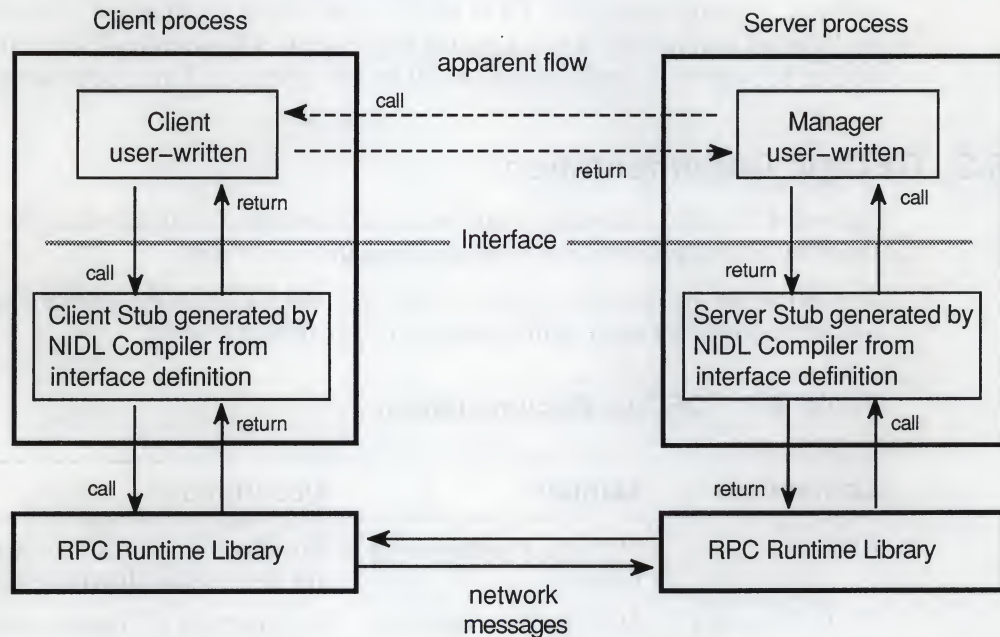 Client process
Server process
apparent flow
call
Client
user-written
Manager
user-written
return
return
call
Interface
call
return
Client Stub generated by
NIDL Compiler from
interface definition
Server Stub generated by
NIDL Compiler from
interface definition
return
call
call
return
RPC Runtime Library
RPC Runtime Library
network
messages